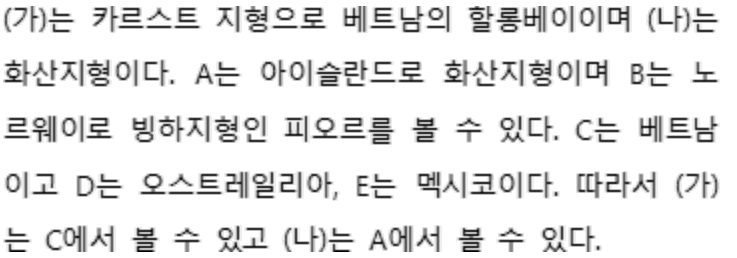 (가)는 카르스트 지형으로 베트남의 할롱베이이며 (나)는
화산지형이다. A는 아이슬란드로 화산지형이며 B는 노
르웨이로 빙하지형인 피오르를 볼 수 있다. C는 베트남
이고 D는 오스트레일리아, E는 멕시코이다. 따라서 (가)
는 C에서 볼 수 있고 (나)는 A에서 볼 수 있다.